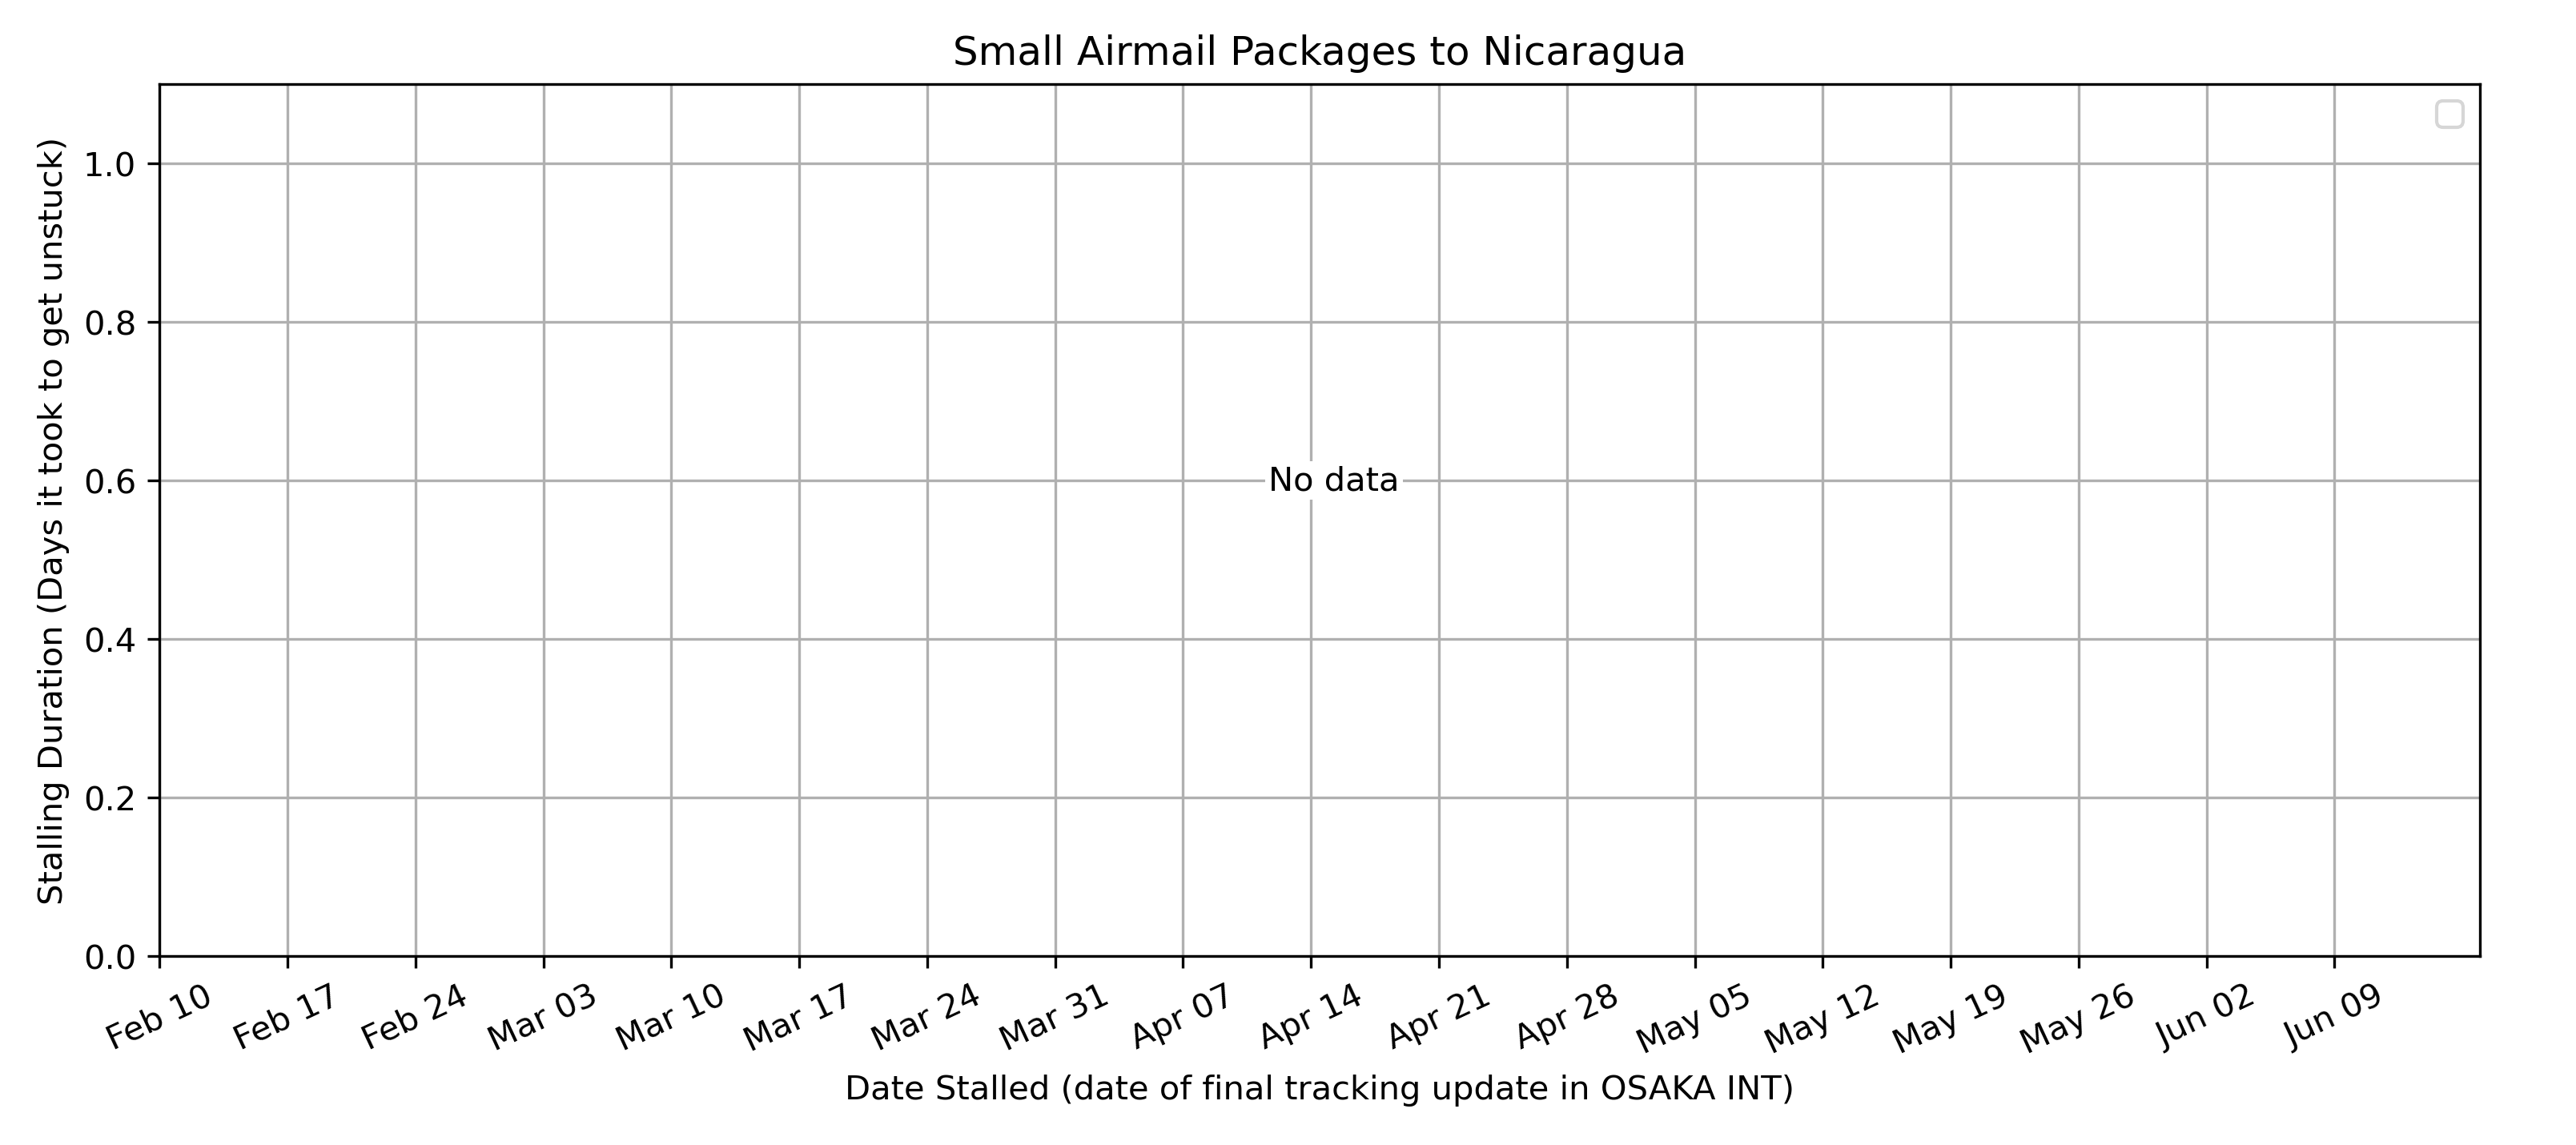 Small Airmail Packages to Nicaragua
Stalling Duration (Days it took to get unstuck)
1.0
0.8
0.6
0.4
0.2
0.0
No data
Feb 10
Feb 17
Feb 24
Mar 03
Mar 10
Mar 17
Mar 24
Mar 31
Apr 07
Apr 14
Apr 21
Apr 28
May 05
May 12
May 19
May 26
Jun 02
Jun 09
Date Stalled (date of final tracking update in OSAKA INT)